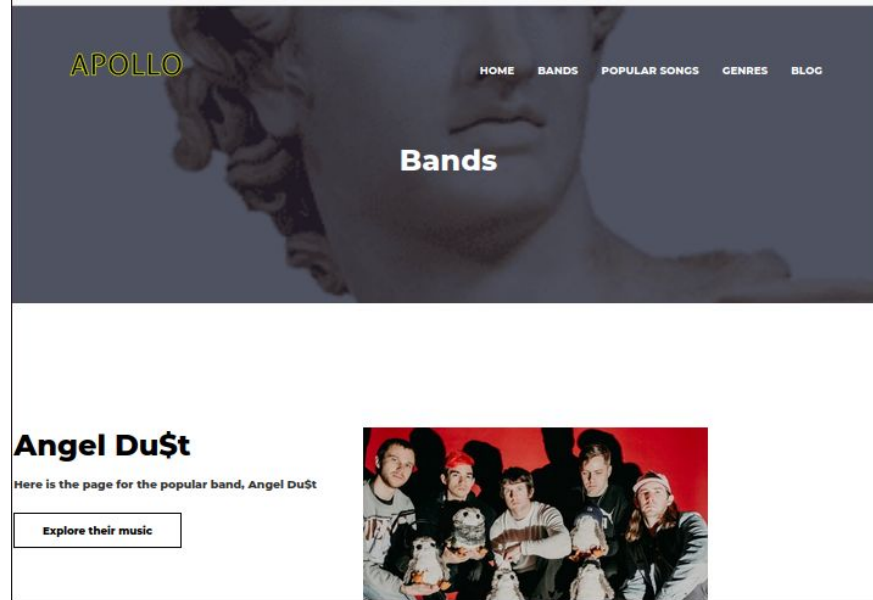 APOLLO
HOME BANDS POPULAR SONGS GENRES BLOG
Bands
Angel Du$t
Here is the page for the popular band, Angel Du$t
Explore their music